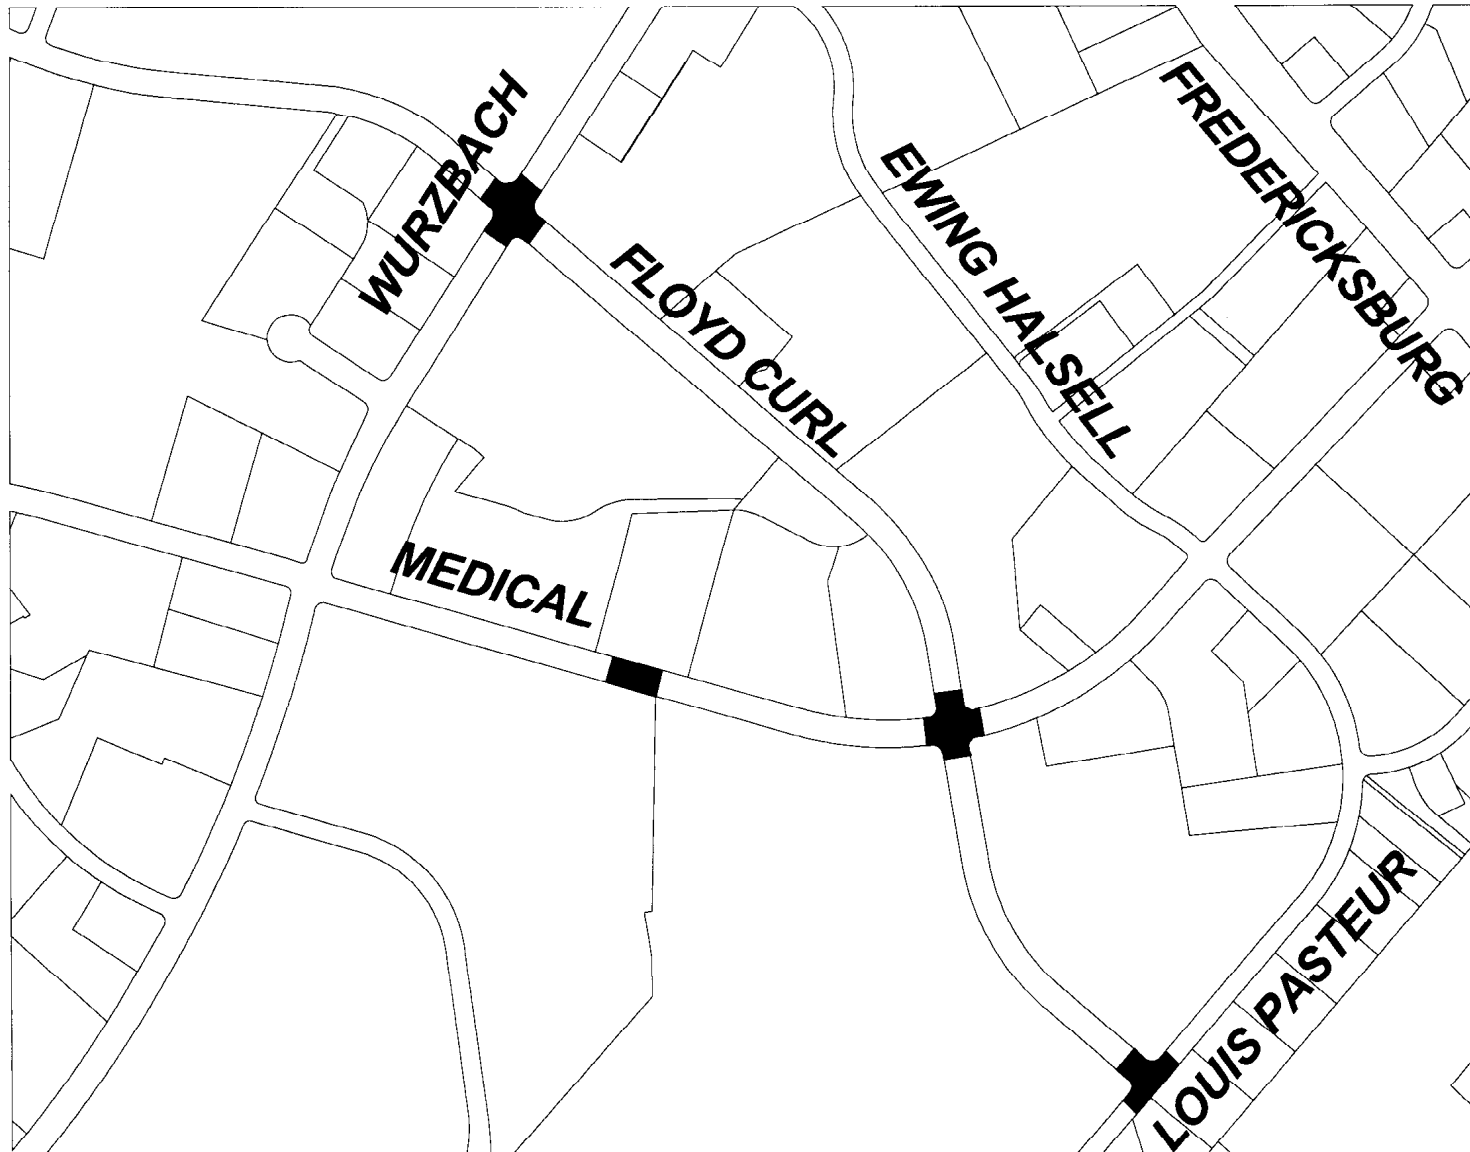 WURZBACH
FLOYD CURL
EWING HALSELL
FREDERICKSBURG
MEDICAL
LOUIS PASTEUR